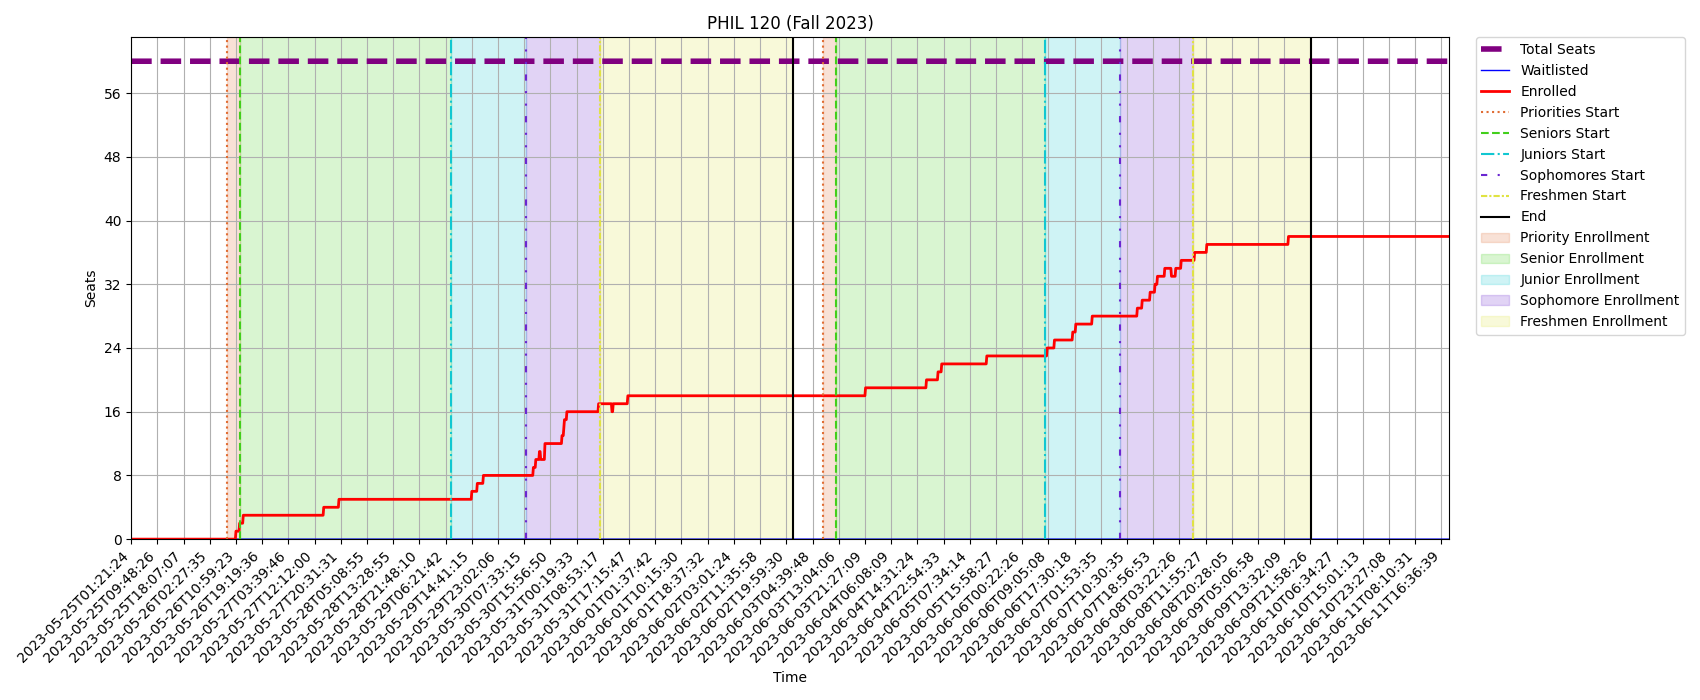 PHIL 120 (Fall 2023)
Total Seats
Waitlisted
Enrolled
Priorities Start
Seniors Start
Juniors Start
Sophomores Start
Freshmen Start
End
Priority Enrollment
Senior Enrollment
Junior Enrollment
Sophomore Enrollment
Freshmen Enrollment
Seats
56
48
40
32
24
16
8
0
2023-05-25T01:21:24
2023-05-25T09:48:26
2023-05-25T18:07:07
2023-05-26T02:27:35
2023-05-26T10:59:23
2023-05-26T19:19:36
2023-05-27T03:39:46
2023-05-27T12:12:00
2023-05-27T20:31:31
2023-05-28T05:08:55
2023-05-28T13:28:55
2023-05-28T21:48:10
2023-05-29T06:21:42
2023-05-29T14:41:15
2023-05-29T23:02:06
2023-05-30T07:33:15
2023-05-30T15:56:50
2023-05-31T00:19:33
2023-05-31T08:53:17
2023-05-31T17:15:47
2023-06-01T01:37:42
2023-06-01T10:15:30
2023-06-01T18:37:32
2023-06-02T03:01:24
2023-06-02T11:35:58
2023-06-02T19:59:30
2023-06-03T04:39:48
2023-06-03T13:04:06
2023-06-03T21:27:09
2023-06-04T06:08:09
2023-06-04T14:31:24
2023-06-04T22:54:33
2023-06-05T07:34:14
2023-06-05T15:58:27
2023-06-06T00:22:26
2023-06-06T09:05:08
2023-06-06T17:30:18
2023-06-07T01:53:35
2023-06-07T10:30:35
2023-06-07T18:56:53
2023-06-08T03:22:26
2023-06-08T11:55:27
2023-06-08T20:28:05
2023-06-09T05:06:58
2023-06-09T13:32:09
2023-06-09T21:58:26
2023-06-10T06:34:27
2023-06-10T15:01:13
2023-06-10T23:27:08
2023-06-11T08:10:31
2023-06-11T16:36:39
Time